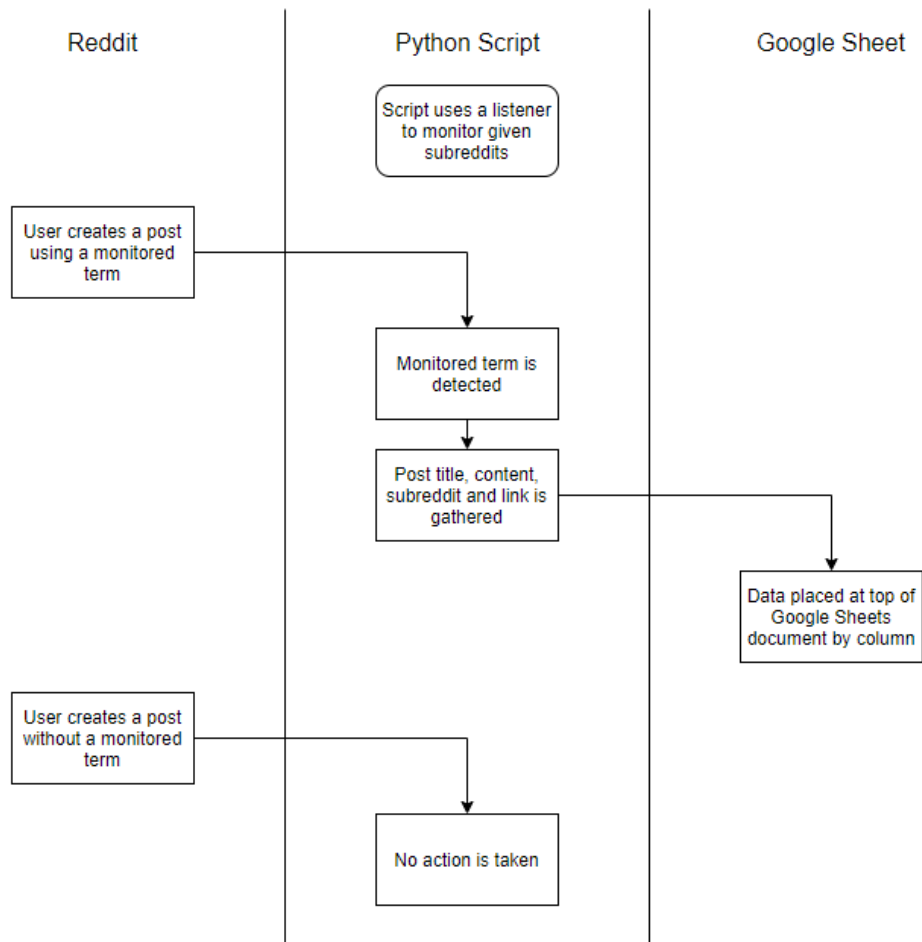 Reddit
Python Script
Google Sheet
Script uses a listener
to monitor given
subreddits
User creates a post
using a monitored
term
Monitored term is
detected
Post title, content,
subreddit and link is
gathered
Data placed at top of
Google Sheets
document by column
User creates a post
without a monitored
term
No action is taken